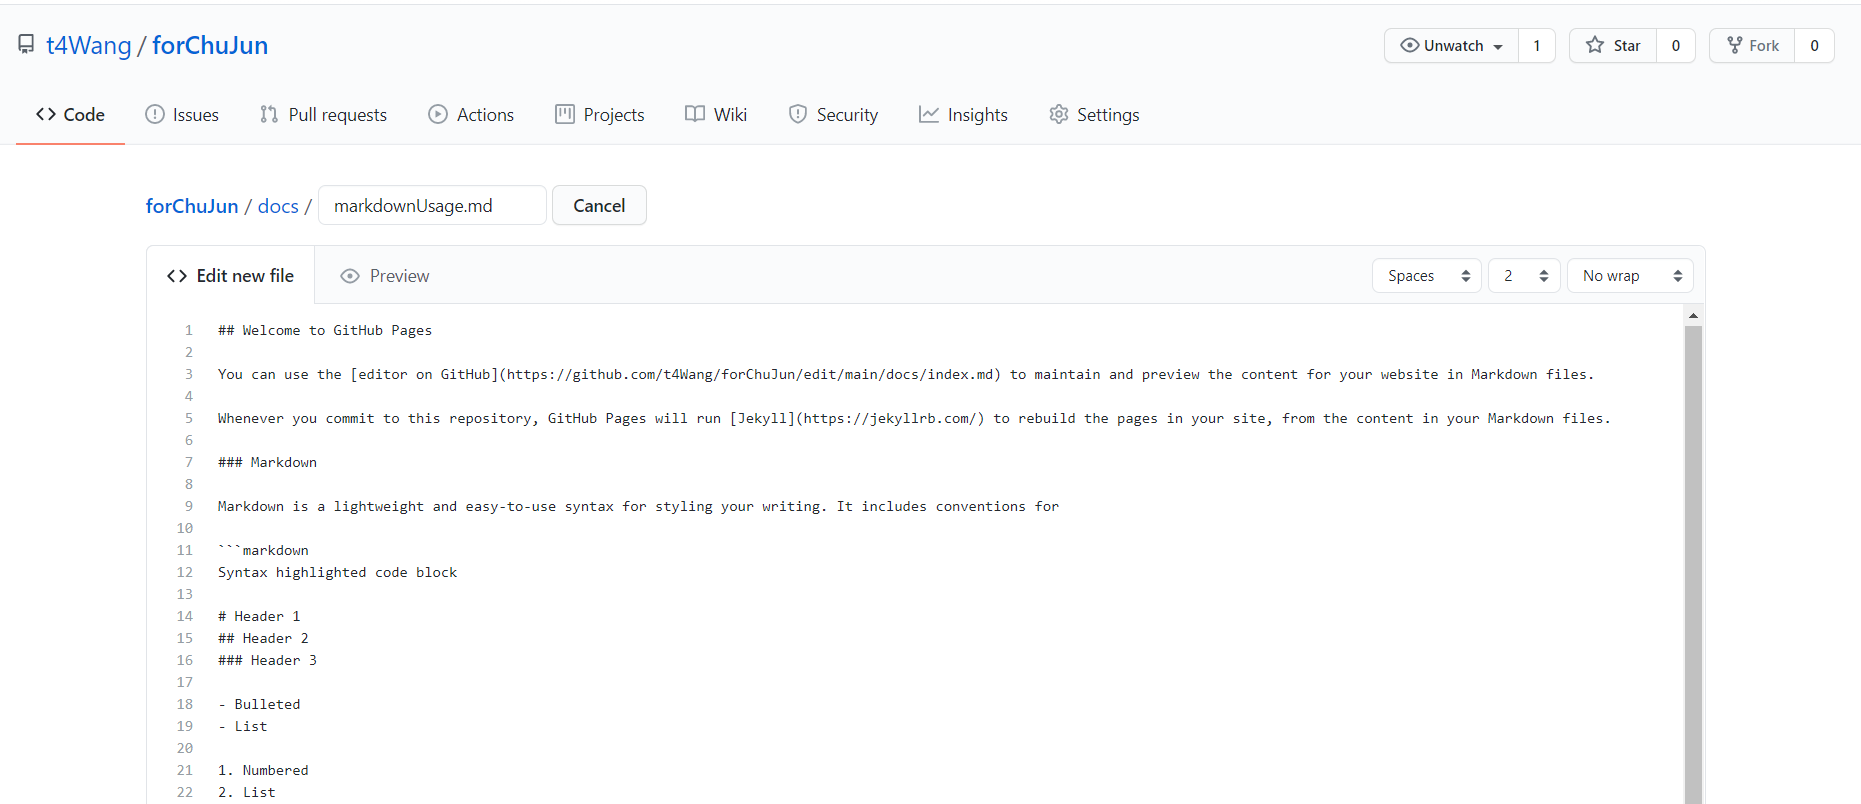 t4Wang / forChuJun
Unwatch 1 Star 0 Fork 0
Code Issues Pull requests Actions Projects Wiki Security Insights Settings
forChuJun / docs / markdownUsage.md Cancel
Edit new file Preview Spaces 2 No wrap
1 ## Welcome to GitHub Pages
2
3 You can use the [editor on GitHub](https://github.com/t4Wang/forChuJun/edit/main/docs/index.md) to maintain and preview the content for your website in Markdown files.
4
5 Whenever you commit to this repository, GitHub Pages will run [Jekyll](https://jekyllrb.com/) to rebuild the pages in your site, from the content in your Markdown files.
6
7 ### Markdown
8
9 Markdown is a lightweight and easy-to-use syntax for styling your writing. It includes conventions for
10
11 ```markdown
12 Syntax highlighted code block
13
14 # Header 1
15 ## Header 2
16 ### Header 3
17
18 - Bulleted
19 - List
20
21 1. Numbered
22 2. List